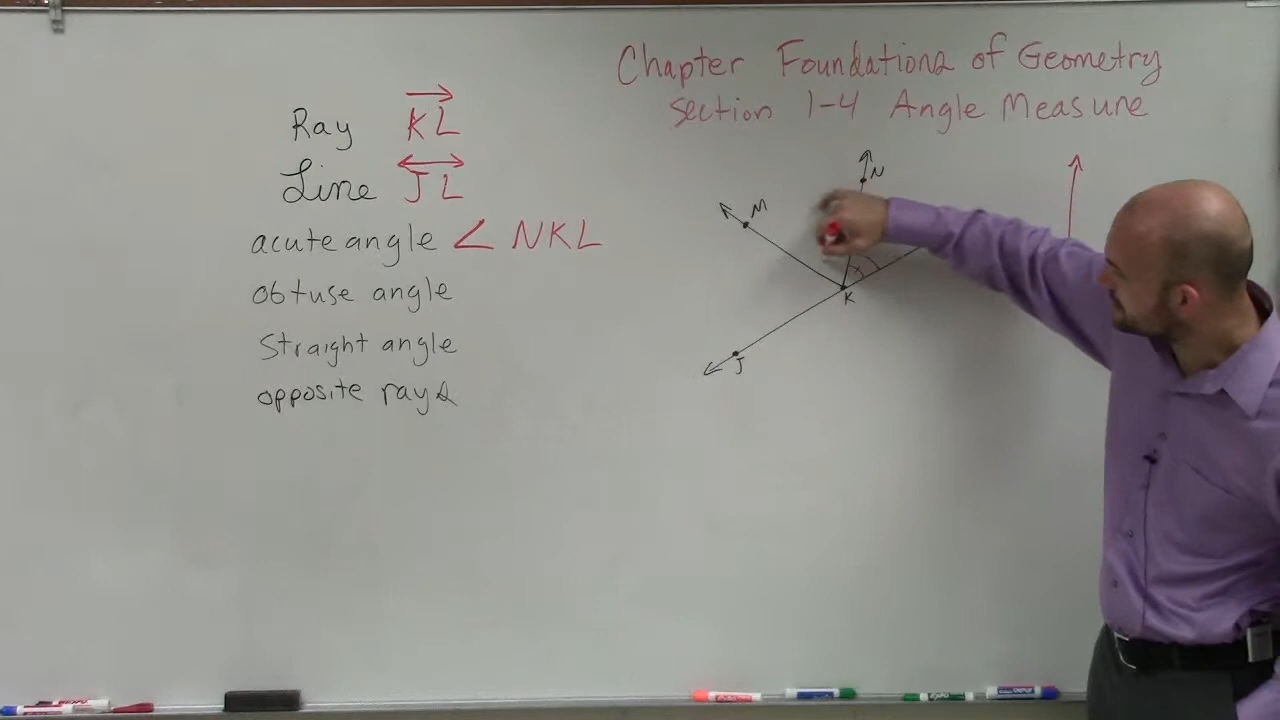 Chapter Foundations of Geometry
Section 1-4 Angle Measure
Ray KL
Line JL
acute angle ∠ NKL
obtuse angle
Straight angle
opposite rays
N
M
K
J